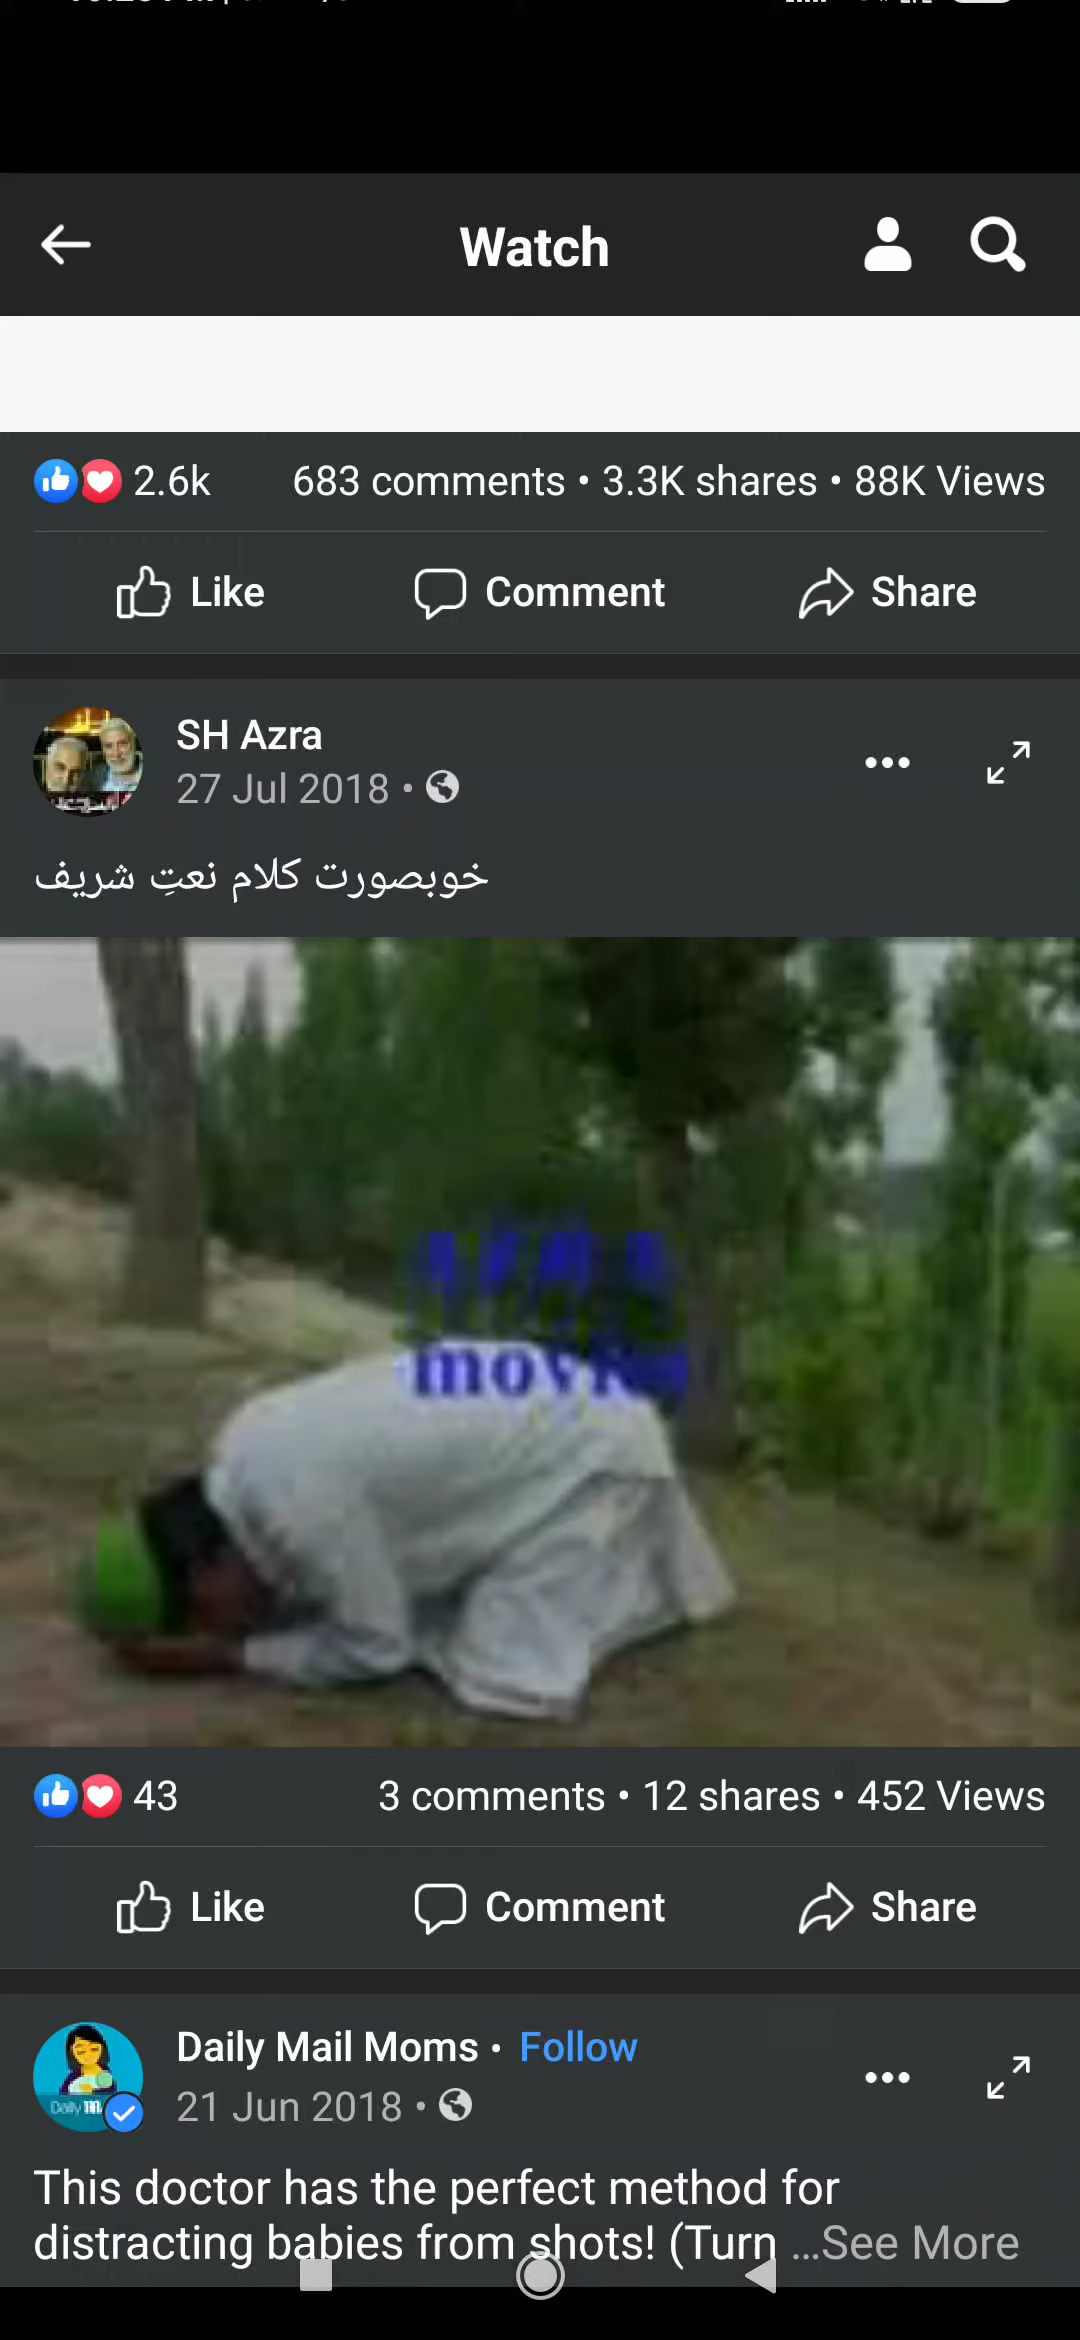 Watch
2.6k 683 comments • 3.3K shares • 88K Views
Like Comment Share
SH Azra
27 Jul 2018 •
خوبصورت کلام نعتِ شریف
43 3 comments • 12 shares • 452 Views
Like Comment Share
Daily Mail Moms • Follow
21 Jun 2018 •
Daily
This doctor has the perfect method for
distracting babies from shots! (Turn ...See More